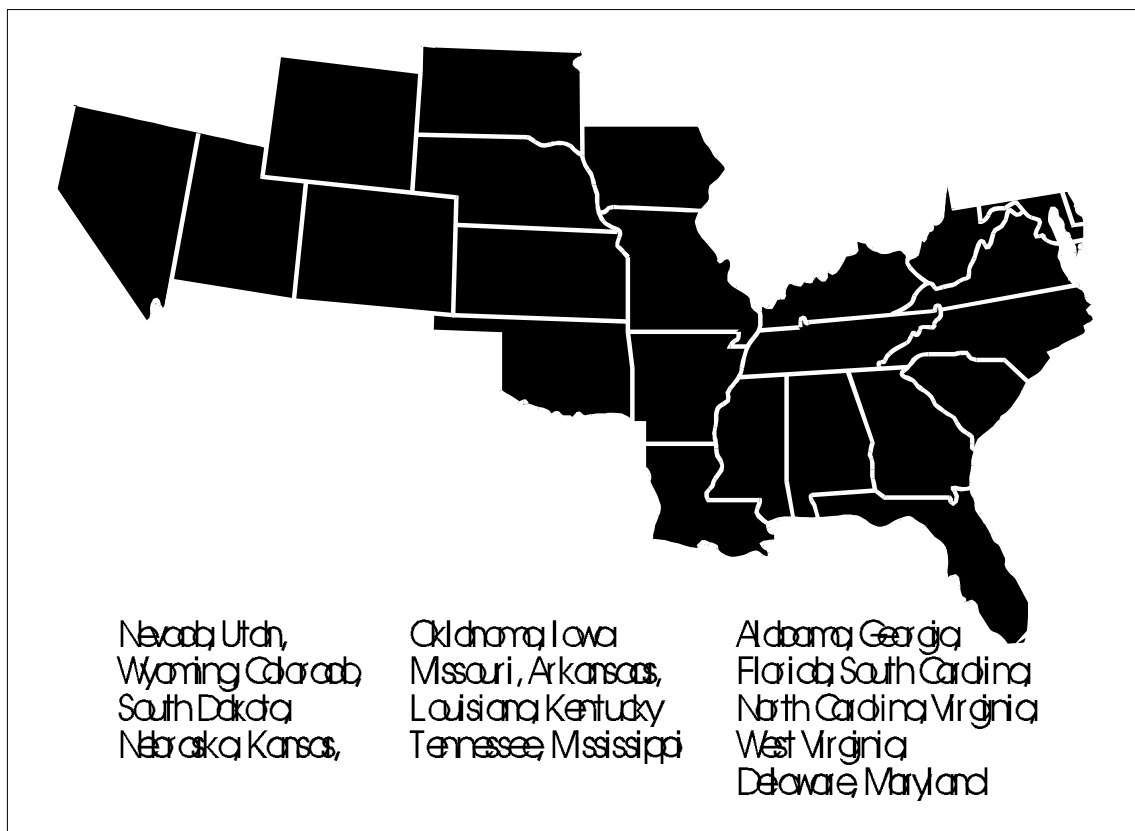 Nevada, Utah,
Wyoming, Colorado,
South Dakota,
Nebraska, Kansas,
Oklahoma, Iowa
Missouri, Arkansas,
Louisiana, Kentucky
Tennessee, Mississippi
Alabama, Georgia,
Florida, South Carolina,
North Carolina, Virginia,
West Virginia,
Delaware, Maryland